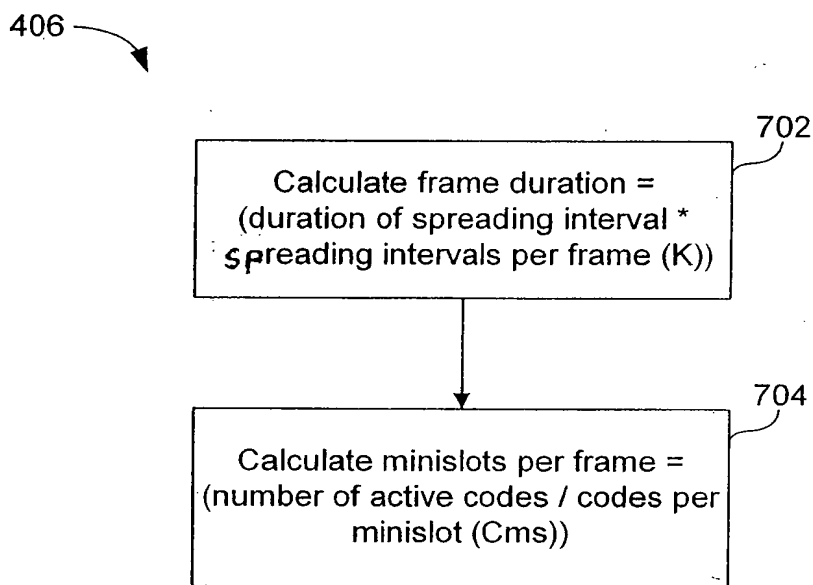 406
702
Calculate frame duration =
(duration of spreading interval *
spreading intervals per frame (K))
704
Calculate minislots per frame =
(number of active codes / codes per
minislot (Cms))